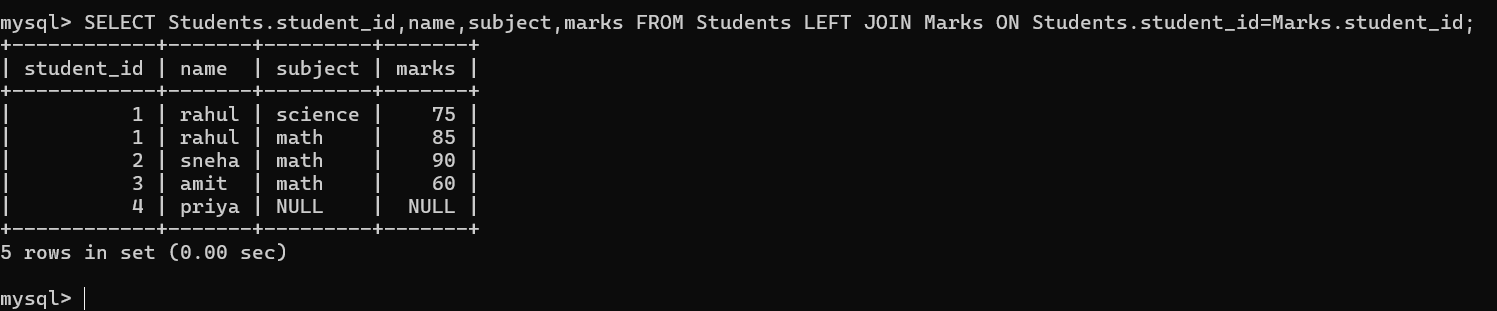 mysql> SELECT Students.student_id,name,subject,marks FROM Students LEFT JOIN Marks ON Students.student_id=Marks.student_id;
+------------+-------+---------+-------+
| student_id | name  | subject | marks |
+------------+-------+---------+-------+
|          1 | rahul | science |    75 |
|          1 | rahul | math    |    85 |
|          2 | sneha | math    |    90 |
|          3 | amit  | math    |    60 |
|          4 | priya | NULL    |  NULL |
+------------+-------+---------+-------+
5 rows in set (0.00 sec)
mysql>